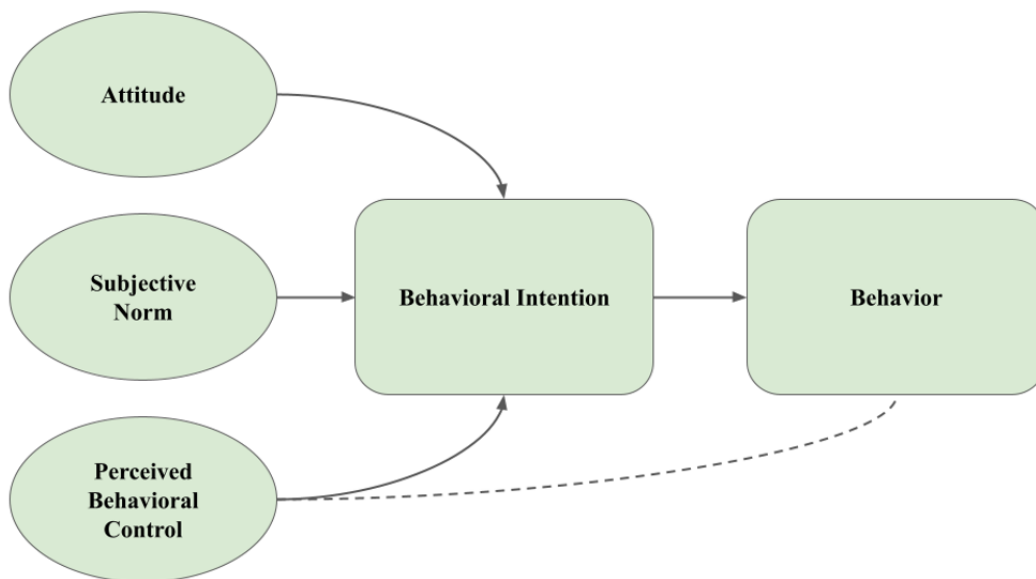 Attitude
Subjective
Norm
Behavioral Intention
Behavior
Perceived
Behavioral
Control